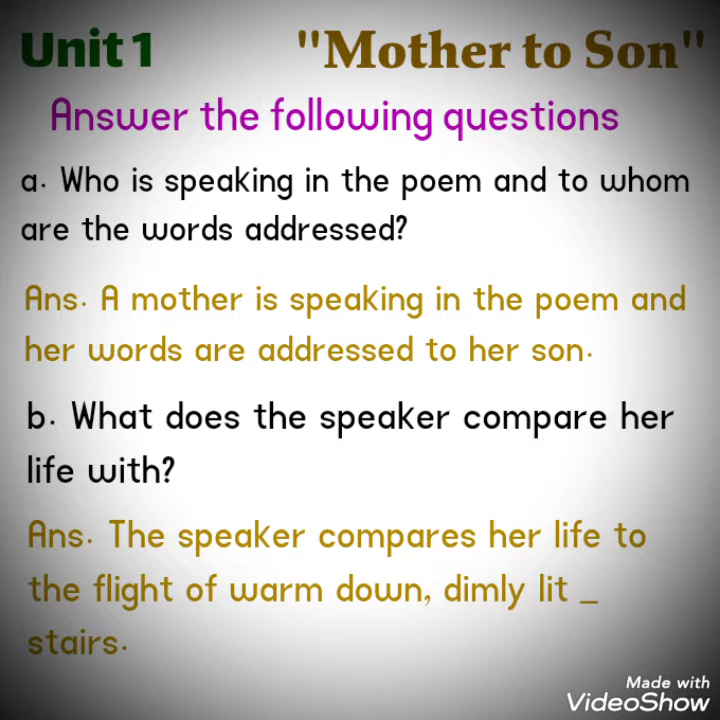 Unit 1 "Mother to Son"
Answer the following questions
a. Who is speaking in the poem and to whom
are the words addressed?
Ans. A mother is speaking in the poem and
her words are addressed to her son.
b. What does the speaker compare her
life with?
Ans. The speaker compares her life to
the flight of warm down, dimly lit _
stairs.
Made with
VideoShow